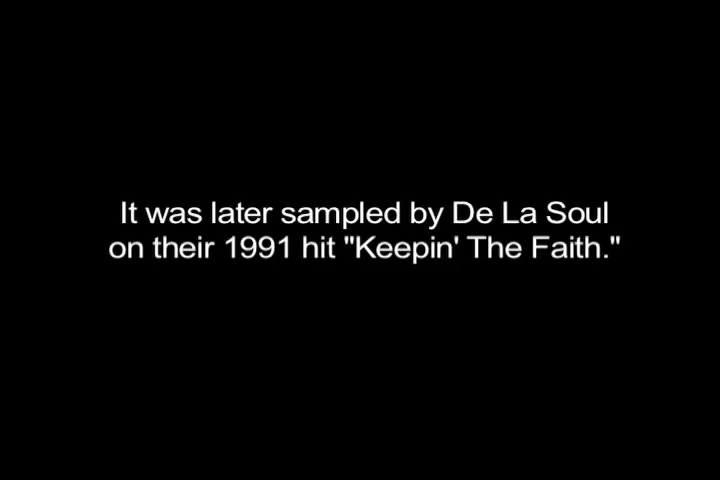 It was later sampled by De La Soul
on their 1991 hit "Keepin' The Faith."